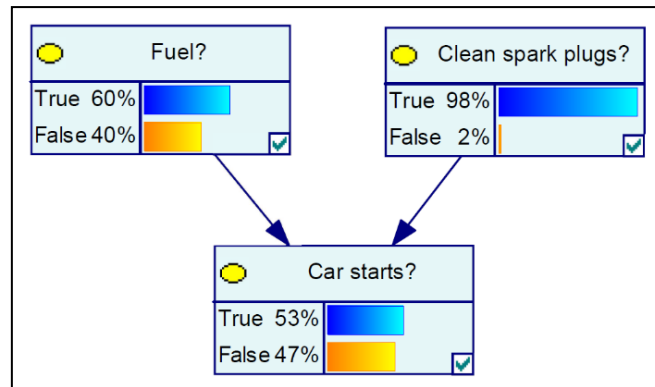 Fuel?
True 60%
False 40%
Clean spark plugs?
True 98%
False 2%
Car starts?
True 53%
False 47%